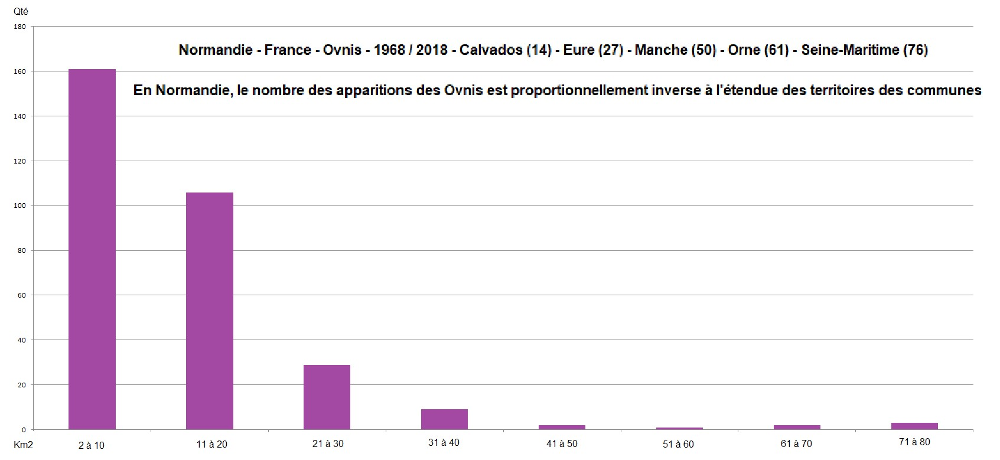 Qté
180
Normandie - France - Ovnis - 1968 / 2018 - Calvados (14) - Eure (27) - Manche (50) - Orne (61) - Seine-Maritime (76)
160
En Normandie, le nombre des apparitions des Ovnis est proportionnellement inverse à l'étendue des territoires des communes
140
120
100
80
60
40
20
0
Km2 2 à 10 11 à 20 21 à 30 31 à 40 41 à 50 51 à 60 61 à 70 71 à 80